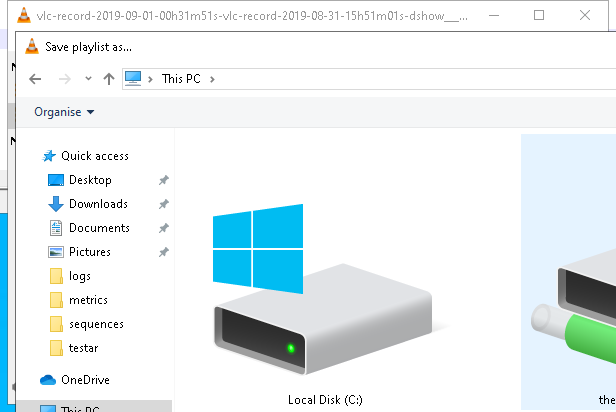 vlc-record-2019-09-01-00h31m51s-vlc-record-2019-08-31-15h51m01s-dshow__...
Save playlist as...
This PC
Organise
Quick access
Desktop
Downloads
Documents
Pictures
logs
metrics
sequences
testar
OneDrive
This PC
Local Disk (C:)
the